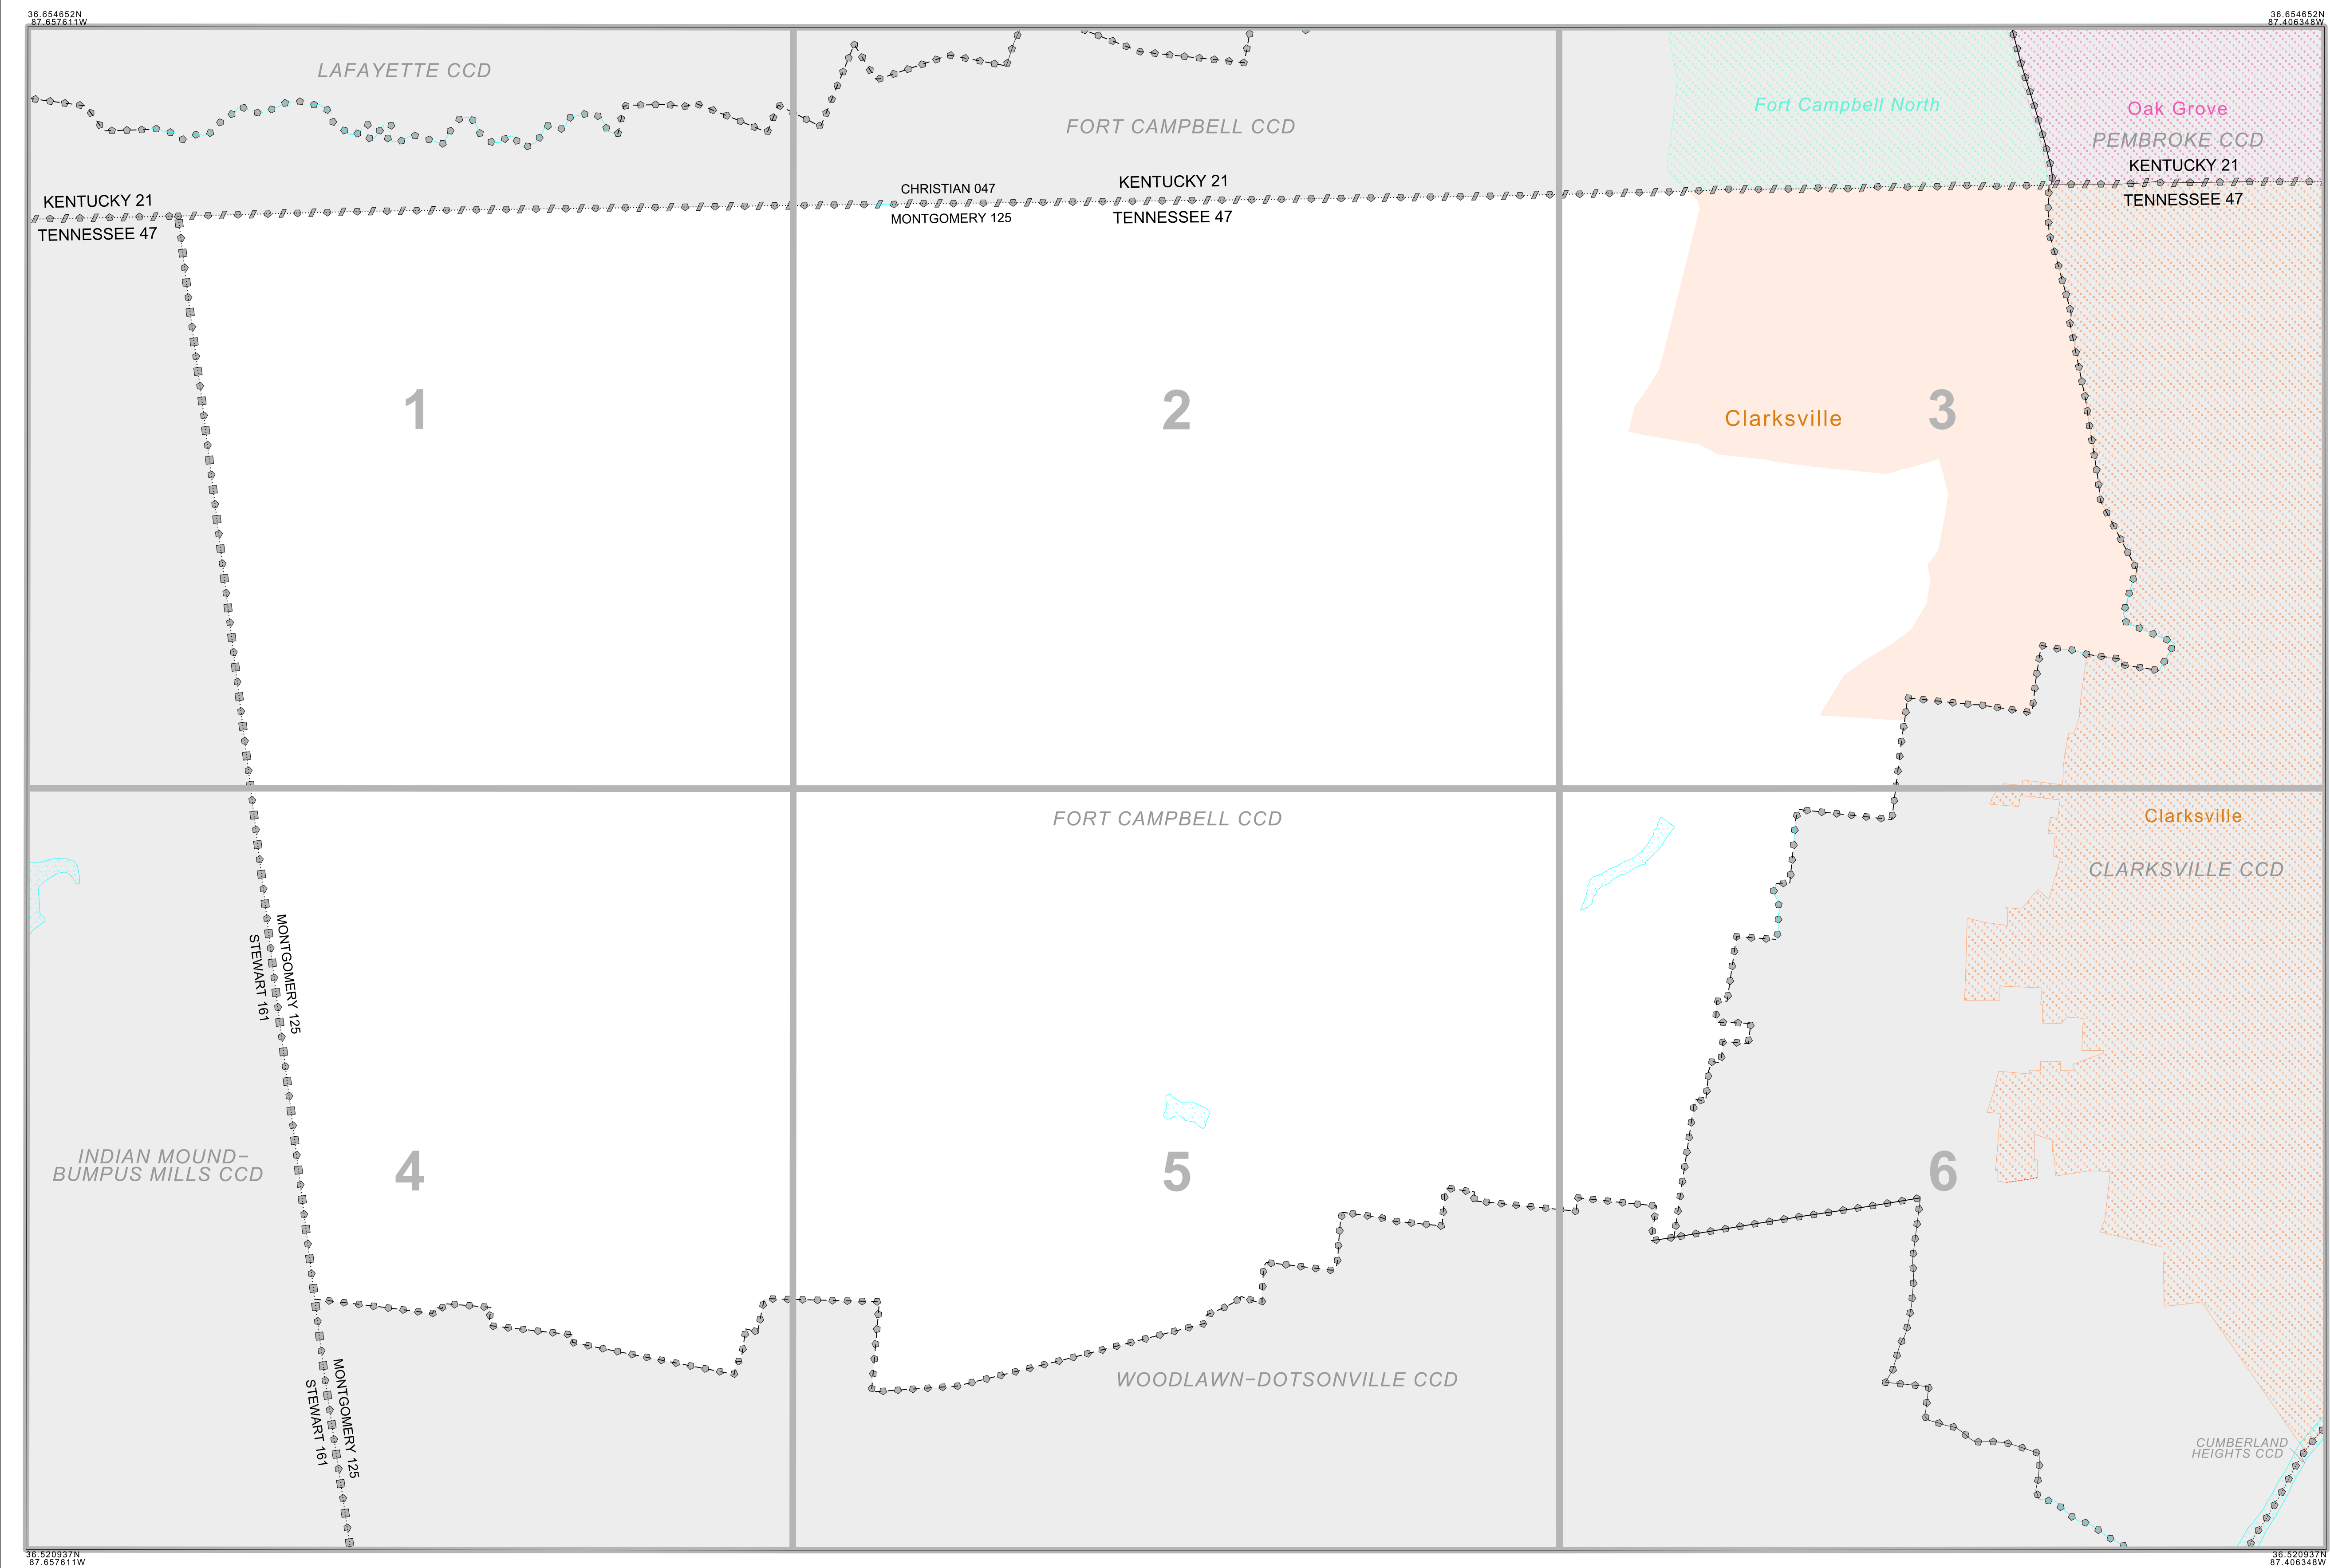 36.654652N
87.657611W
36.654652N
87.406348W
LAFAYETTE CCD
FORT CAMPBELL CCD
Fort Campbell North
Oak Grove
PEMBROKE CCD
KENTUCKY 21
TENNESSEE 47
CHRISTIAN 047
MONTGOMERY 125
KENTUCKY 21
TENNESSEE 47
KENTUCKY 21
TENNESSEE 47
1
2
3
Clarksville
FORT CAMPBELL CCD
Clarksville
CLARKSVILLE CCD
MONTGOMERY 125
STEWART 161
INDIAN MOUND-
BUMPUS MILLS CCD
4
5
6
WOODLAWN-DOTSONVILLE CCD
MONTGOMERY 125
STEWART 161
CUMBERLAND
HEIGHTS CCD
36.520937N
87.657611W
36.520937N
87.406348W